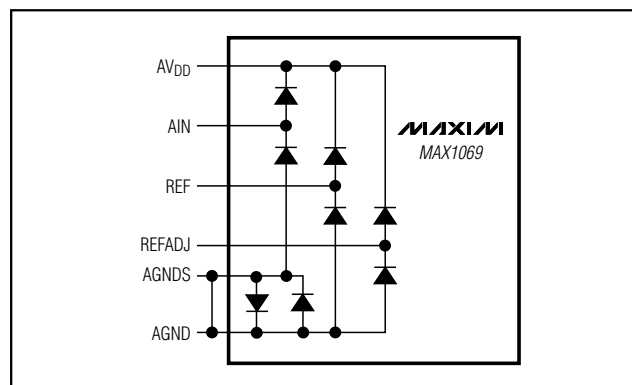 AVDD
AIN
REF
REFADJ
AGNDS
AGND
MAXIM
MAX1069